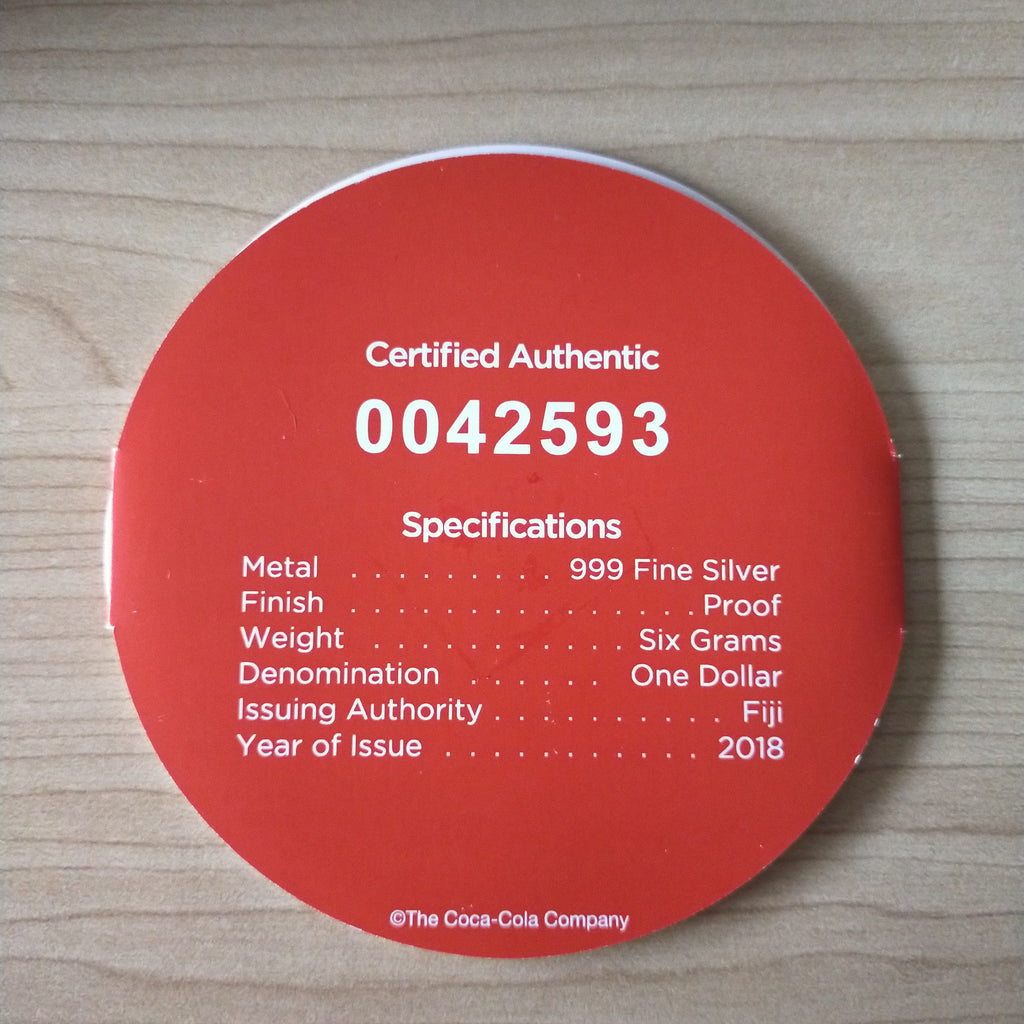 Certified Authentic
0042593
Specifications
Metal . . . . . . . . . 999 Fine Silver
Finish . . . . . . . . . . . . . . . Proof
Weight . . . . . . . . . . . Six Grams
Denomination . . . . . . One Dollar
Issuing Authority . . . . . . . . . . Fiji
Year of Issue . . . . . . . . . . . 2018
©The Coca-Cola Company